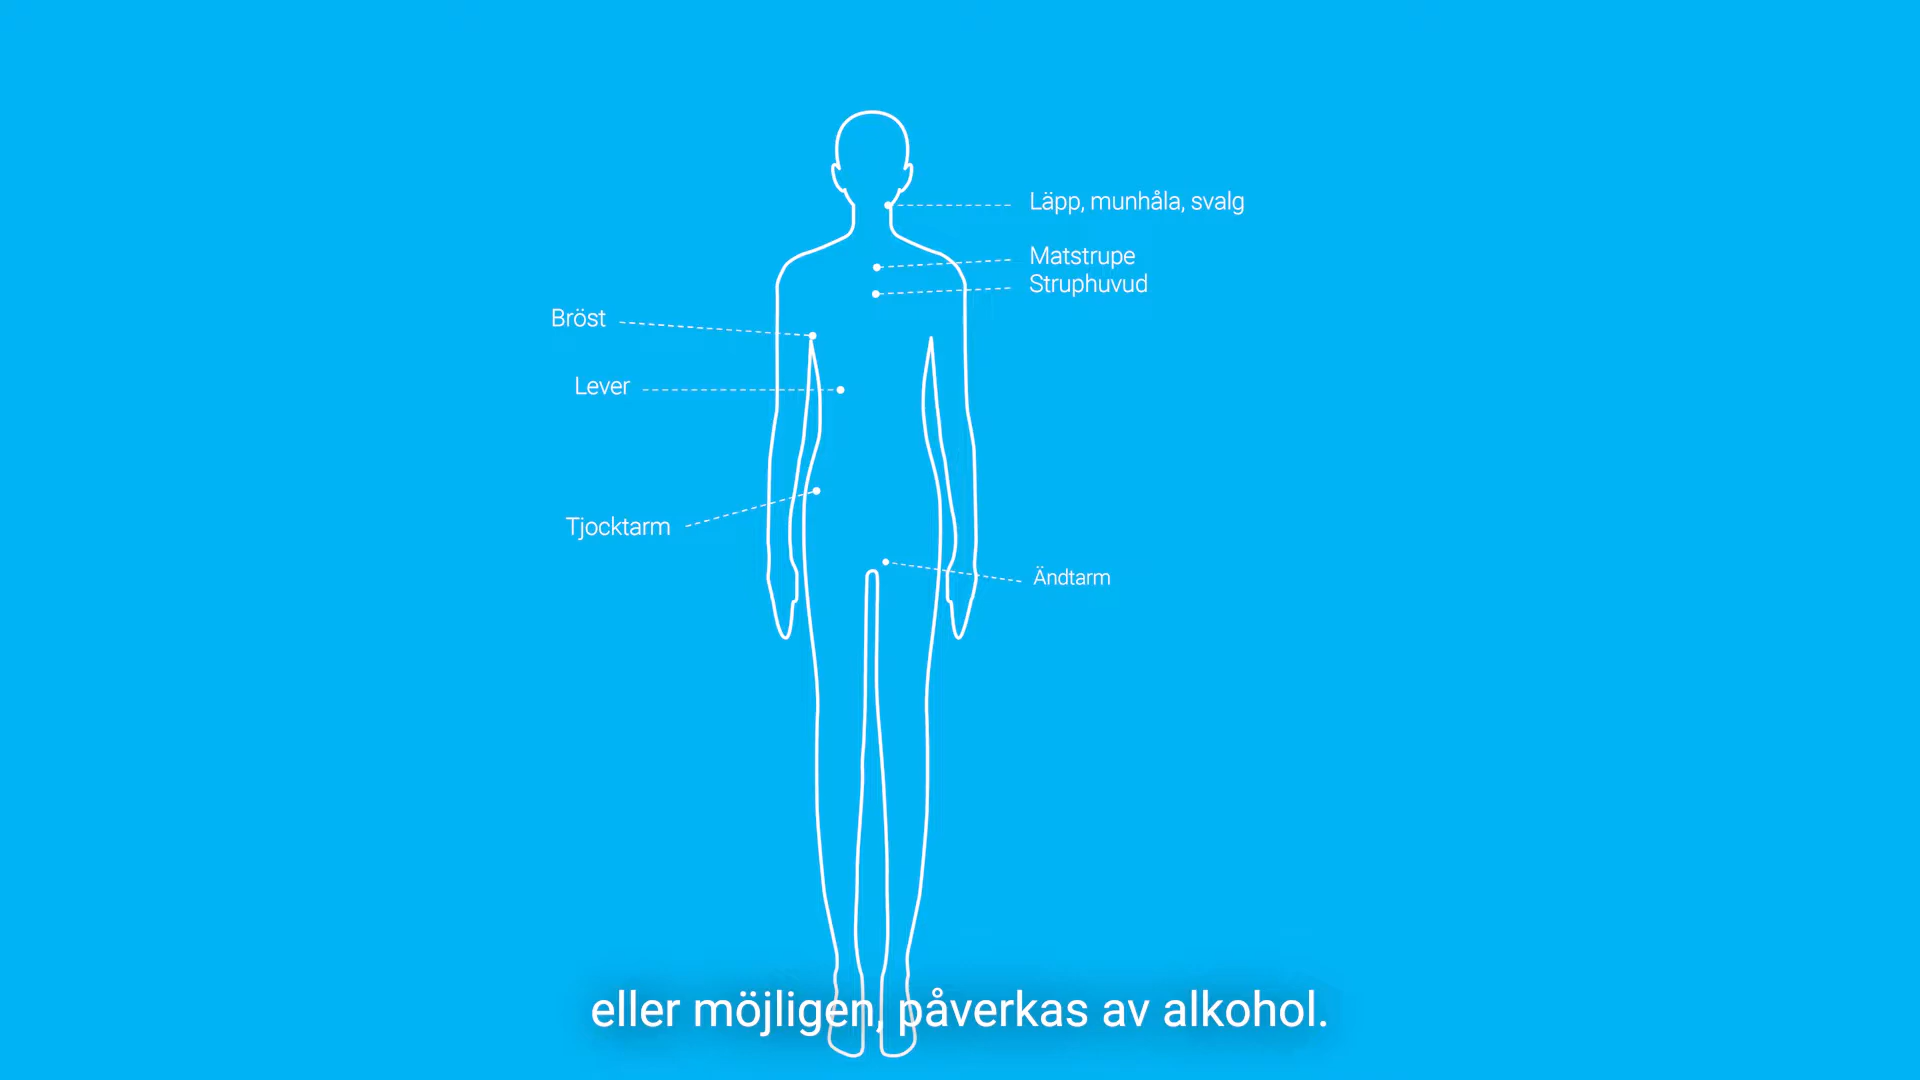 Läpp, munhåla, svalg
Matstrupe
Struphuvud
Bröst
Lever
Tjocktarm
Ändtarm
eller möjligen, påverkas av alkohol.